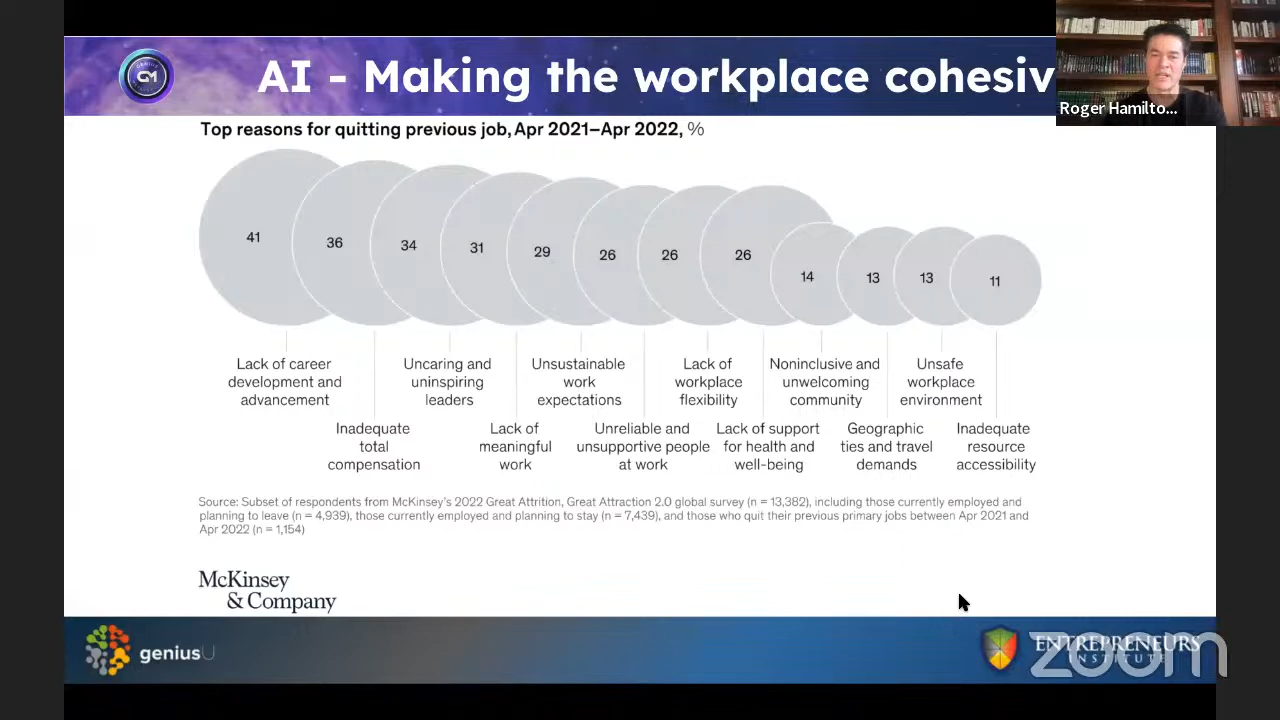 AI - Making the workplace cohesiv
Roger Hamilto...
Top reasons for quitting previous job, Apr 2021–Apr 2022, %
41
36
34
31
29
26
26
26
14
13
13
11
Lack of career
development and
advancement
Inadequate
total
compensation
Uncaring and
uninspiring
leaders
Lack of
meaningful
work
Unsustainable
work
expectations
Unreliable and
unsupportive people
at work
Lack of
workplace
flexibility
Lack of support
for health and
well-being
Noninclusive and
unwelcoming
community
Geographic
ties and travel
demands
Unsafe
workplace
environment
Inadequate
resource
accessibility
Source: Subset of respondents from McKinsey's 2022 Great Attrition, Great Attraction 2.0 global survey (n = 13,382), including those currently employed and
planning to leave (n = 4,939), those currently employed and planning to stay (n = 7,439), and those who quit their previous primary jobs between Apr 2021 and
Apr 2022 (n = 1,154)
McKinsey
& Company
geniusU
ENTREPRENEURS
INSTITUTE
zoom